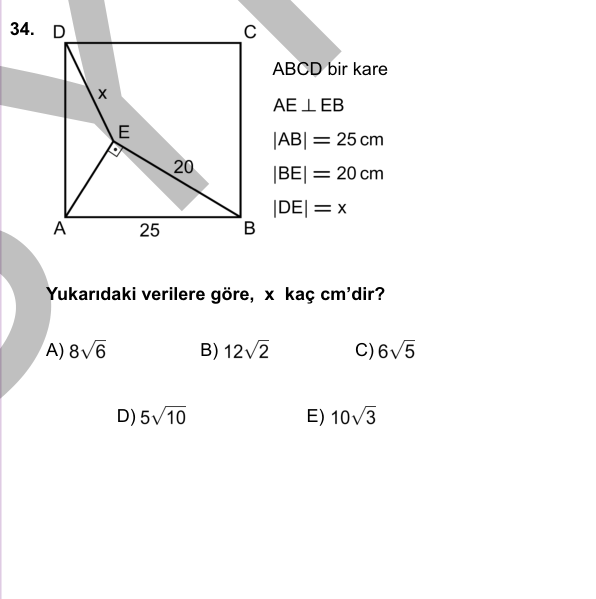 34.
D
C
x
E
20
A
25
B
ABCD bir kare
AE ⊥ EB
|AB| = 25 cm
|BE| = 20 cm
|DE| = x
Yukarıdaki verilere göre, x kaç cm'dir?
A) 8√6 B) 12√2 C) 6√5
D) 5√10 E) 10√3